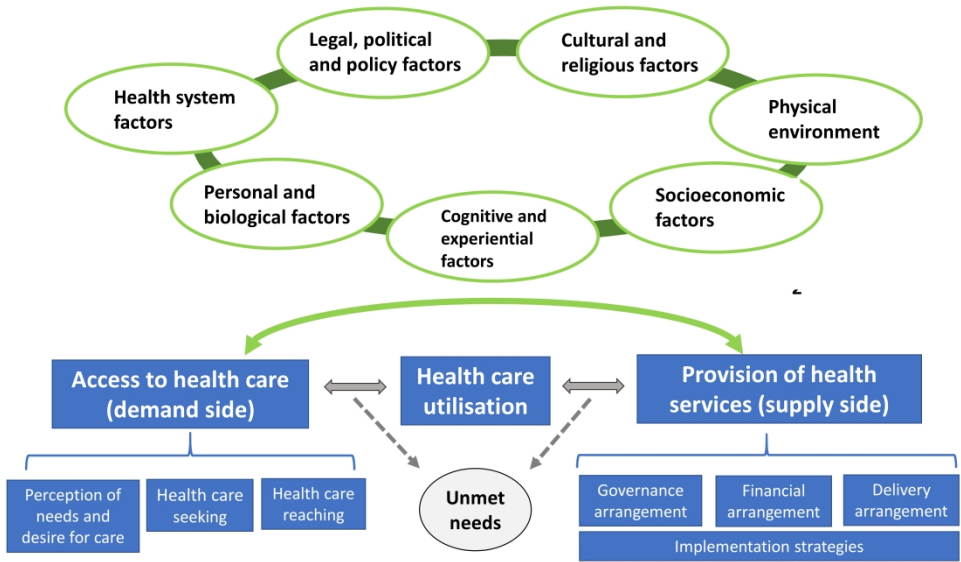 Legal, political
and policy factors
Cultural and
religious factors
Health system
factors
Physical
environment
Personal and
biological factors
Cognitive and
experiential
factors
Socioeconomic
factors
Access to health care
(demand side)
Health care
utilisation
Provision of health
services (supply side)
Perception of
needs and
desire for care
Health care
seeking
Health care
reaching
Unmet
needs
Governance
arrangement
Financial
arrangement
Delivery
arrangement
Implementation strategies